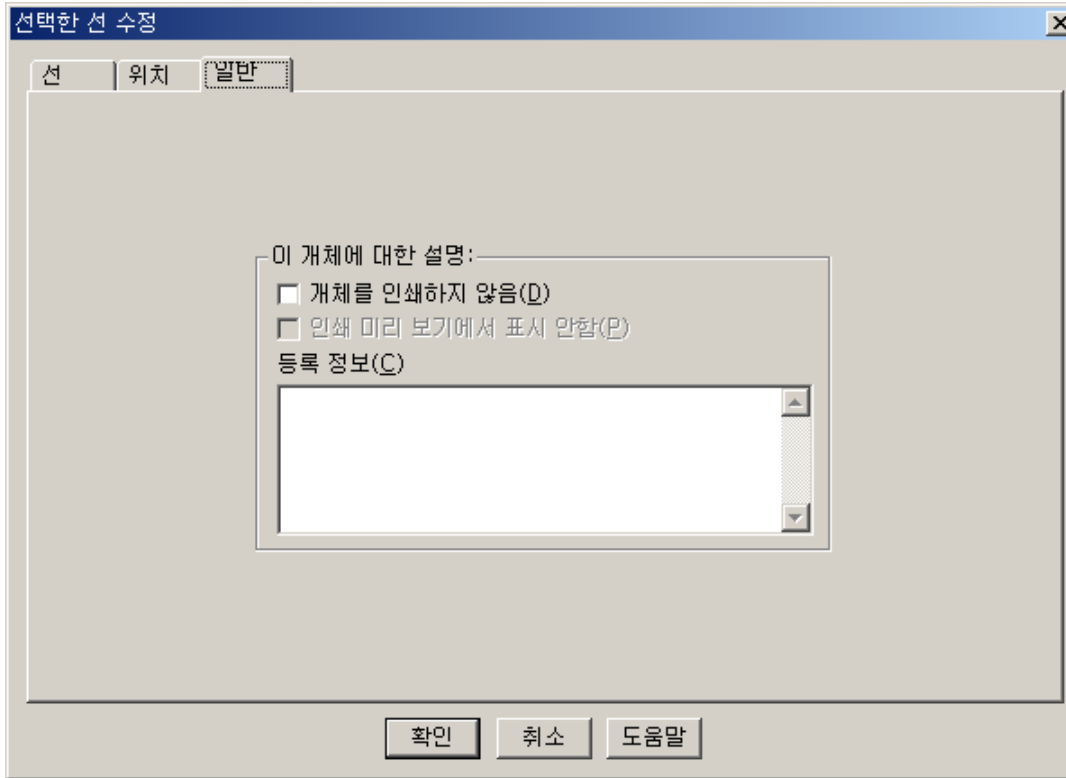 선택한 선 수정
선 위치 일반
이 개체에 대한 설명:
개체를 인쇄하지 않음(D)
인쇄 미리 보기에서 표시 안함(P)
등록 정보(C)
확인 취소 도움말